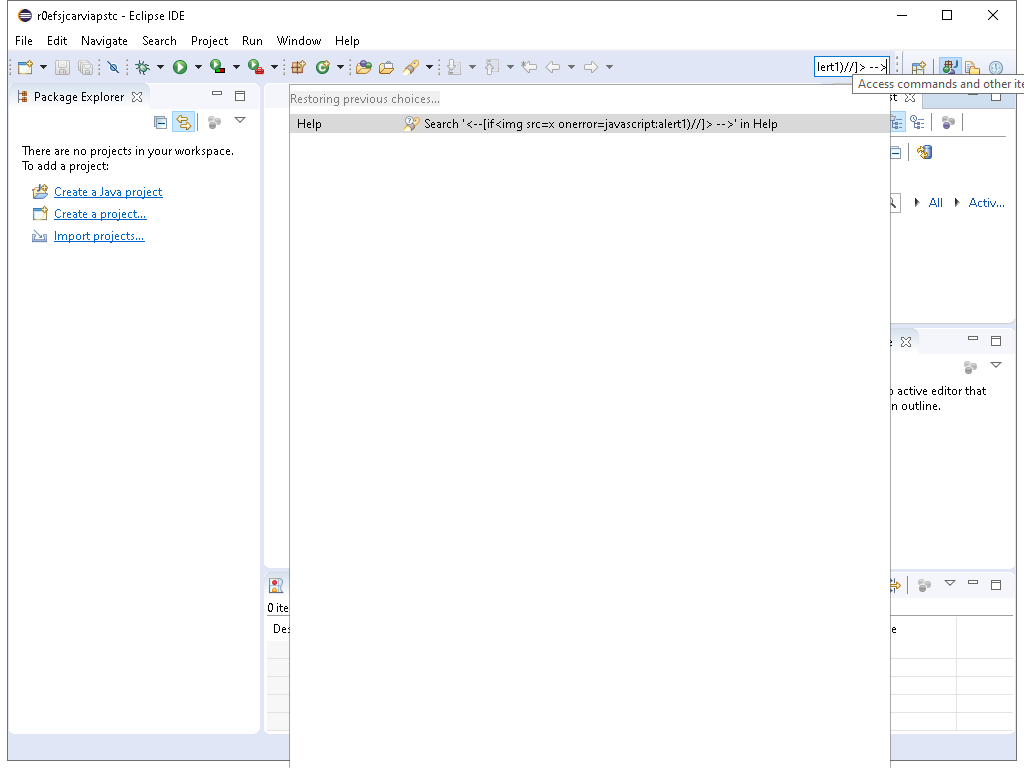 r0efsjcarviapstc - Eclipse IDE
File Edit Navigate Search Project Run Window Help
lert1)//]> -->
Access commands and other ite
Package Explorer
Restoring previous choices...
Help Search '<--[if<img src=x onerror=javascript:alert1)//]> -->' in Help
There are no projects in your workspace.
To add a project:
Create a Java project
Create a project...
Import projects...
All Activ...
active editor that
n outline.
0 ite
Des
e